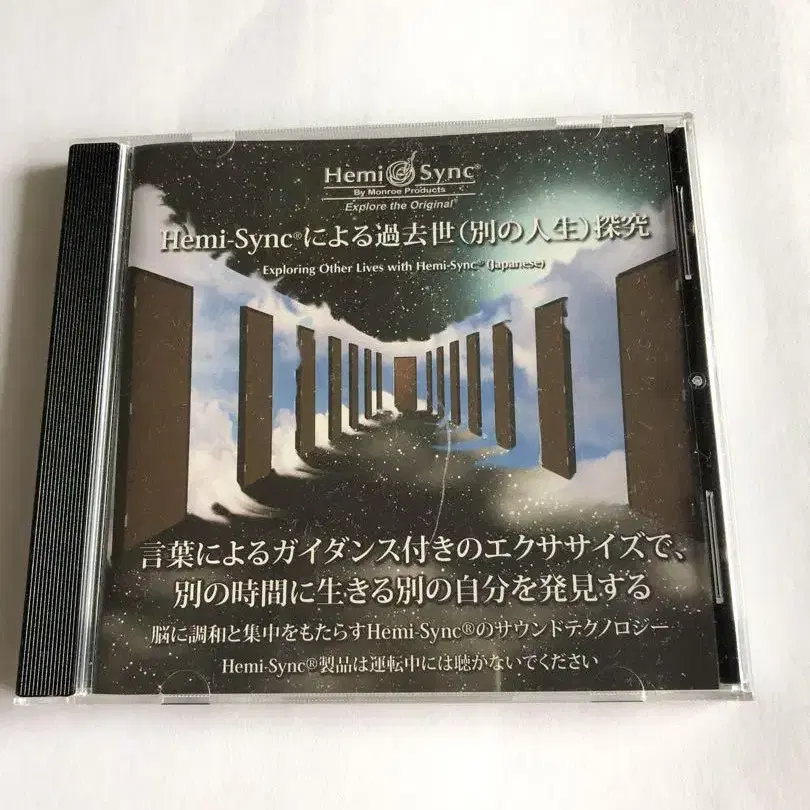 Hemi Sync®
By Monroe Products
Explore the Original®
Hemi-Sync®による過去世(別の人生)探究
Exploring Other Lives with Hemi-Sync® (Japanese)
言葉によるガイダンス付きのエクササイズで、
別の時間に生きる別の自分を発見する
脳に調和と集中をもたらすHemi-Sync®のサウンドテクノロジー
Hemi-Sync®製品は運転中には聴かないでください